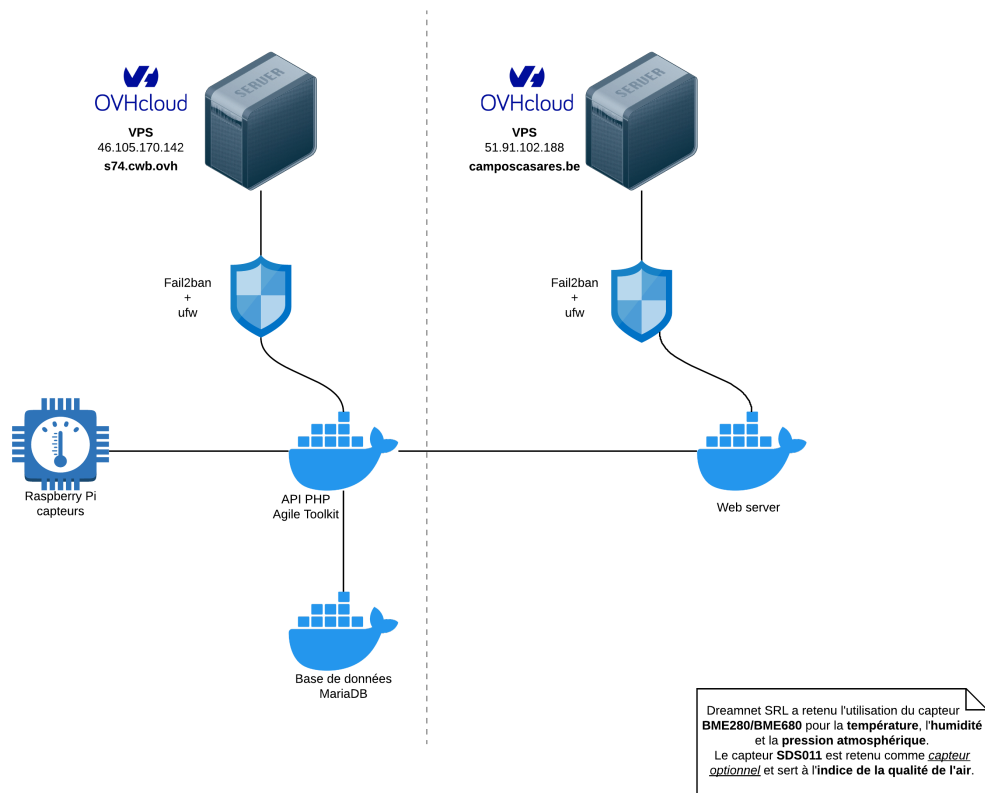 OVHcloud
VPS
46.105.170.142
s74.cwb.ovh
SERVER
OVHcloud
VPS
51.91.102.188
camposcasares.be
SERVER
Fail2ban
+
ufw
Fail2ban
+
ufw
Raspberry Pi
capteurs
API PHP
Agile Toolkit
Web server
Base de données
MariaDB
Dreamnet SRL a retenu l'utilisation du capteur
BME280/BME680 pour la température, l'humidité
et la pression atmosphérique.
Le capteur SDS011 est retenu comme capteur
optionnel et sert à l'indice de la qualité de l'air.